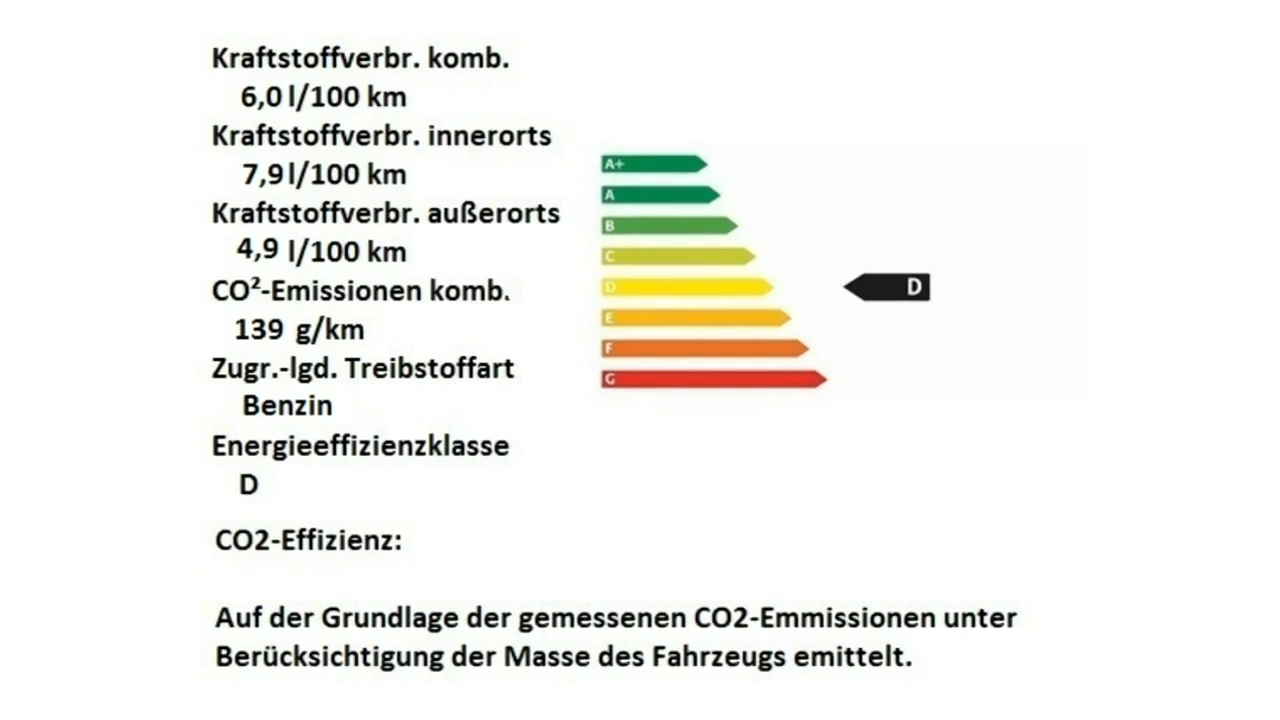 Kraftstoffverbr. komb.
6,0 l/100 km
Kraftstoffverbr. innerorts
7,9 l/100 km
Kraftstoffverbr. außerorts
4,9 l/100 km
CO²-Emissionen komb.
139 g/km
Zugr.-lgd. Treibstoffart
Benzin
Energieeffizienzklasse
D
A+
A
B
C
D
E
F
G
D
CO2-Effizienz:
Auf der Grundlage der gemessenen CO2-Emmissionen unter
Berücksichtigung der Masse des Fahrzeugs emittelt.